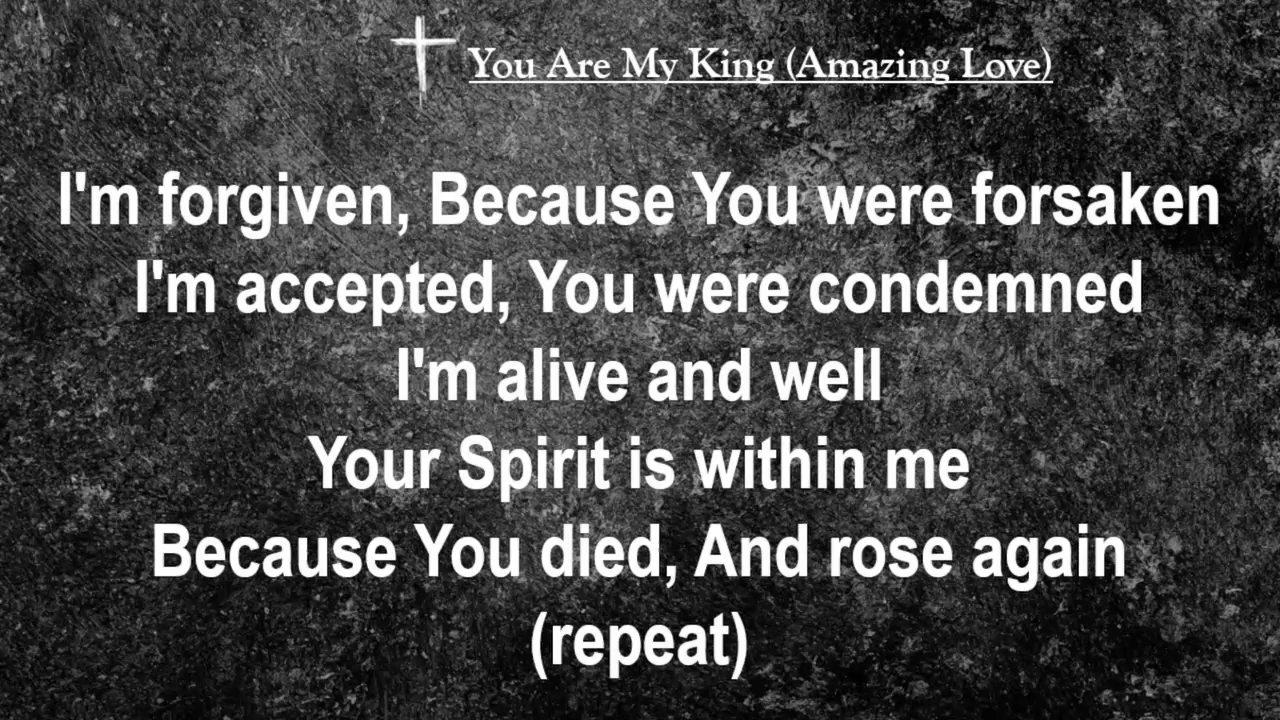 You Are My King (Amazing Love)
I'm forgiven, Because You were forsaken
I'm accepted, You were condemned
I'm alive and well
Your Spirit is within me
Because You died, And rose again
(repeat)